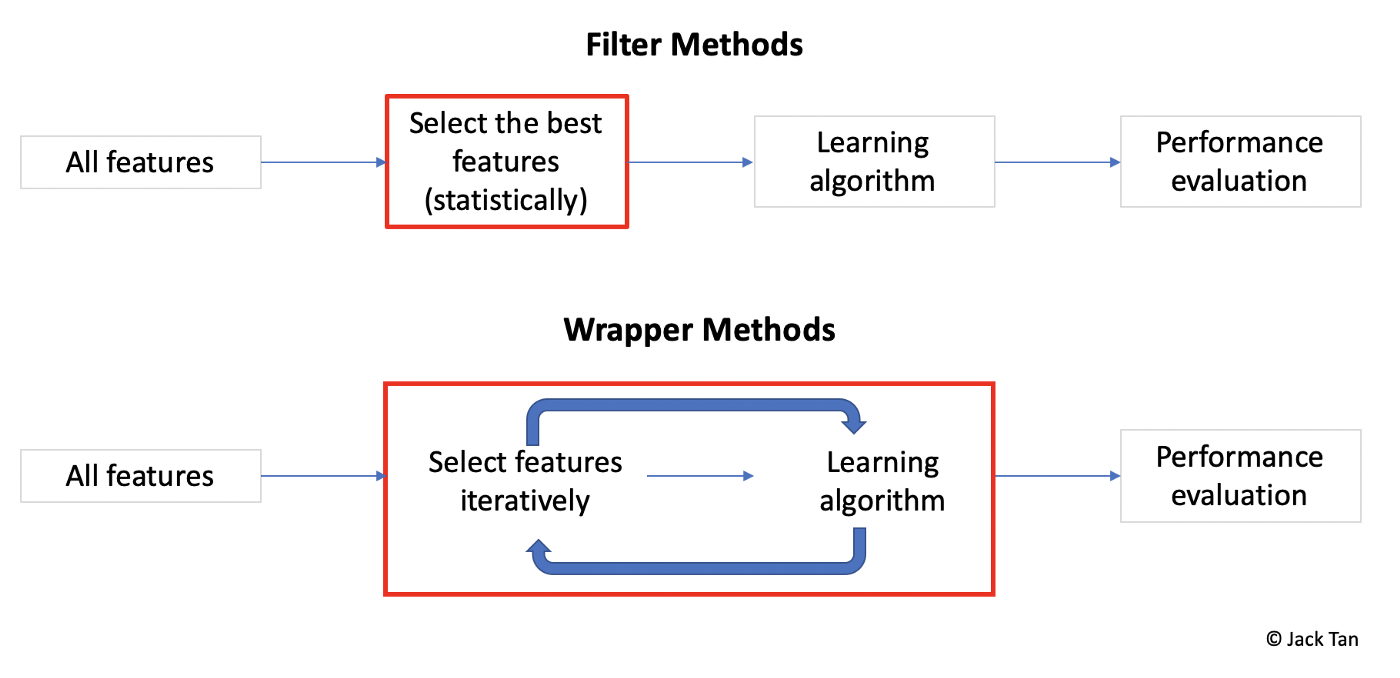 Filter Methods
All features
Select the best
features
(statistically)
Learning
algorithm
Performance
evaluation
Wrapper Methods
All features
Select features
iteratively
Learning
algorithm
Performance
evaluation
© Jack Tan